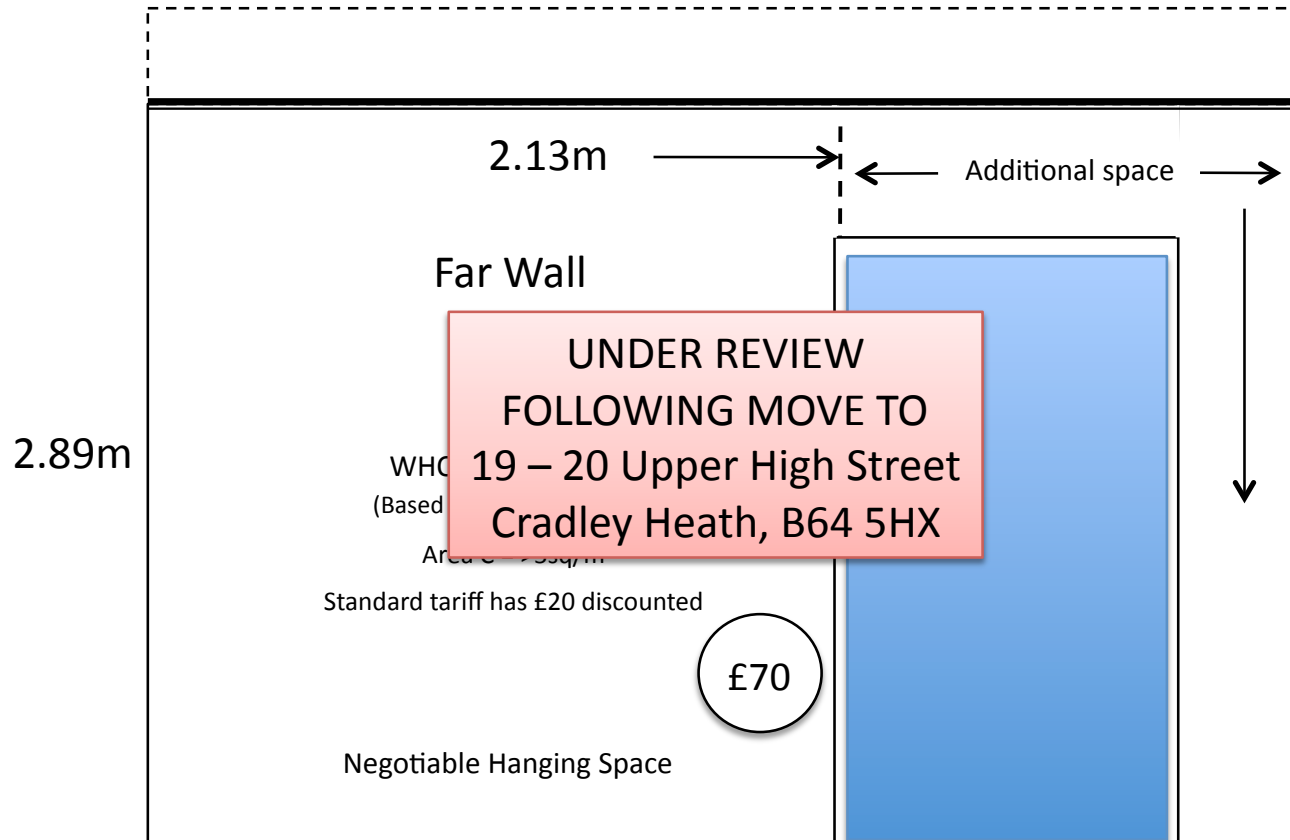 2.13m
Additional space
Far Wall
UNDER REVIEW
FOLLOWING MOVE TO
19 – 20 Upper High Street
Cradley Heath, B64 5HX
2.89m
(Based
Standard tariff has £20 discounted
£70
Negotiable Hanging Space